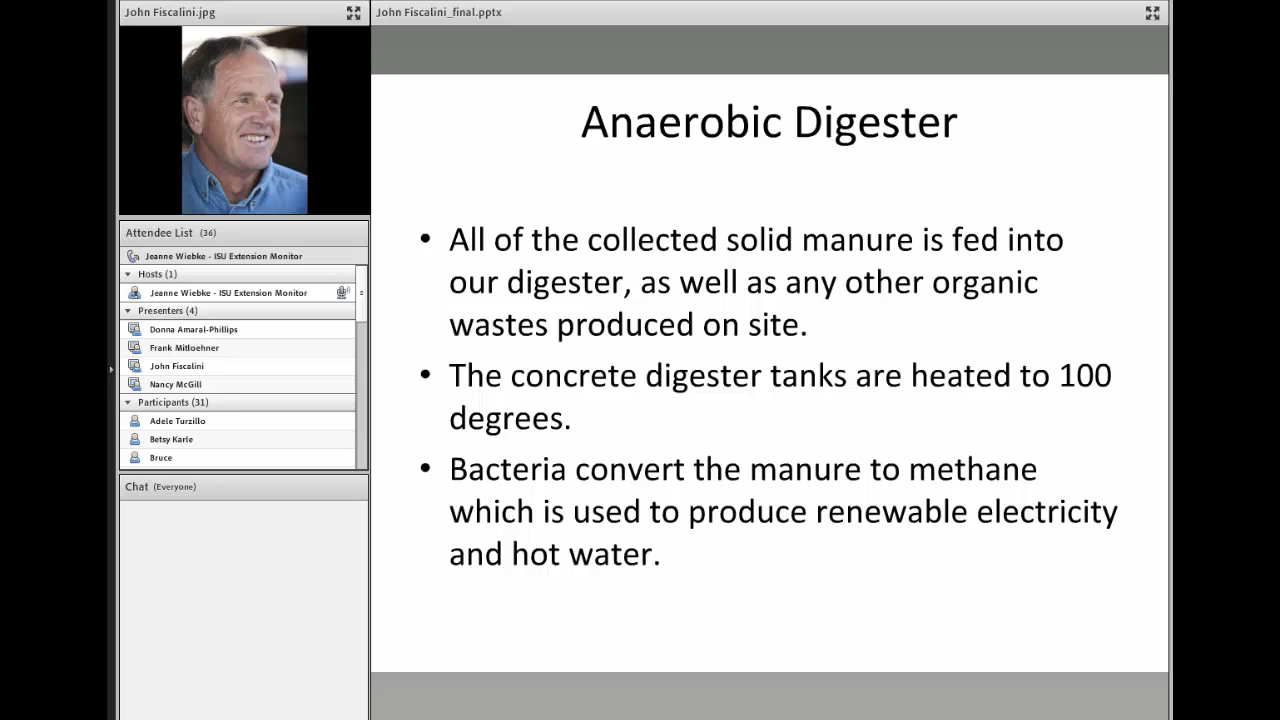 John Fiscalini.jpg
John Fiscalini_final.pptx
Attendee List (36)
Jeanne Wiebke - ISU Extension Monitor
Hosts (1)
Jeanne Wiebke - ISU Extension Monitor
Presenters (4)
Donna Amaral-Phillips
Frank Mitloehner
John Fiscalini
Nancy McGill
Participants (31)
Adele Turzillo
Betsy Karle
Bruce
Chat (Everyone)
Anaerobic Digester
• All of the collected solid manure is fed into
our digester, as well as any other organic
wastes produced on site.
• The concrete digester tanks are heated to 100
degrees.
• Bacteria convert the manure to methane
which is used to produce renewable electricity
and hot water.